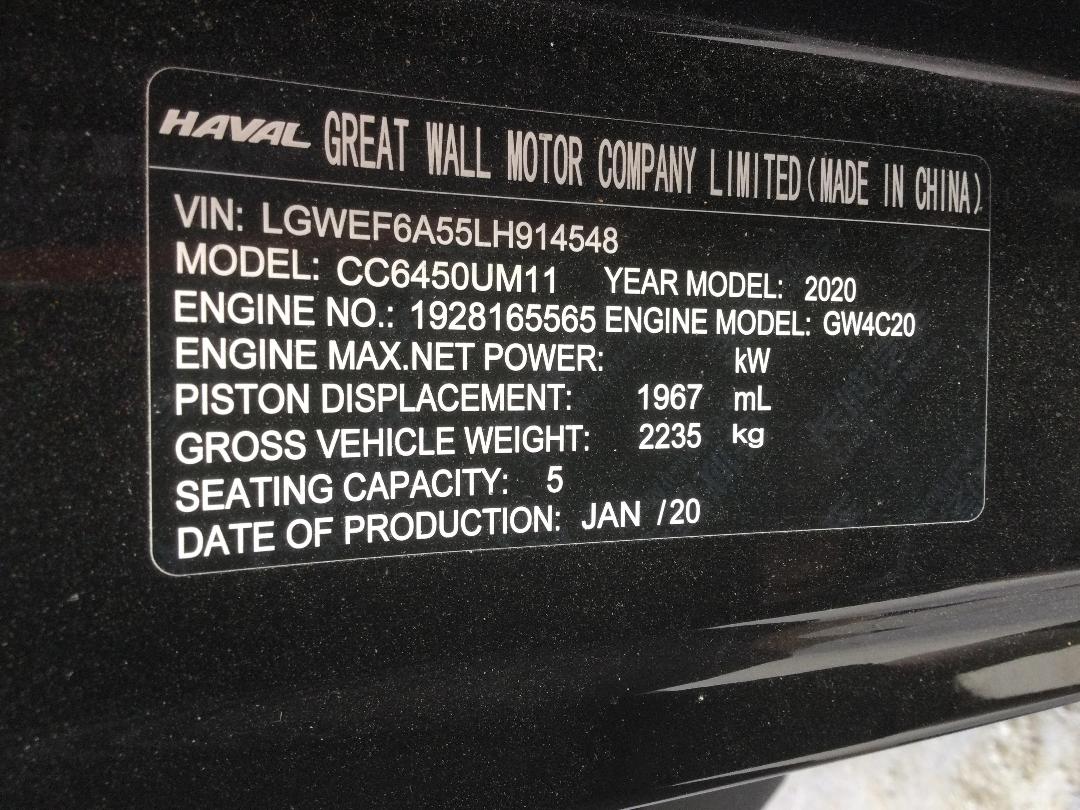 HAVAL GREAT WALL MOTOR COMPANY LIMITED(MADE IN CHINA)
VIN: LGWEF6A55LH914548
MODEL: CC6450UM11 YEAR MODEL: 2020
ENGINE NO.: 1928165565 ENGINE MODEL: GW4C20
ENGINE MAX.NET POWER: kW
PISTON DISPLACEMENT: 1967 mL
GROSS VEHICLE WEIGHT: 2235 kg
SEATING CAPACITY: 5
DATE OF PRODUCTION: JAN /20